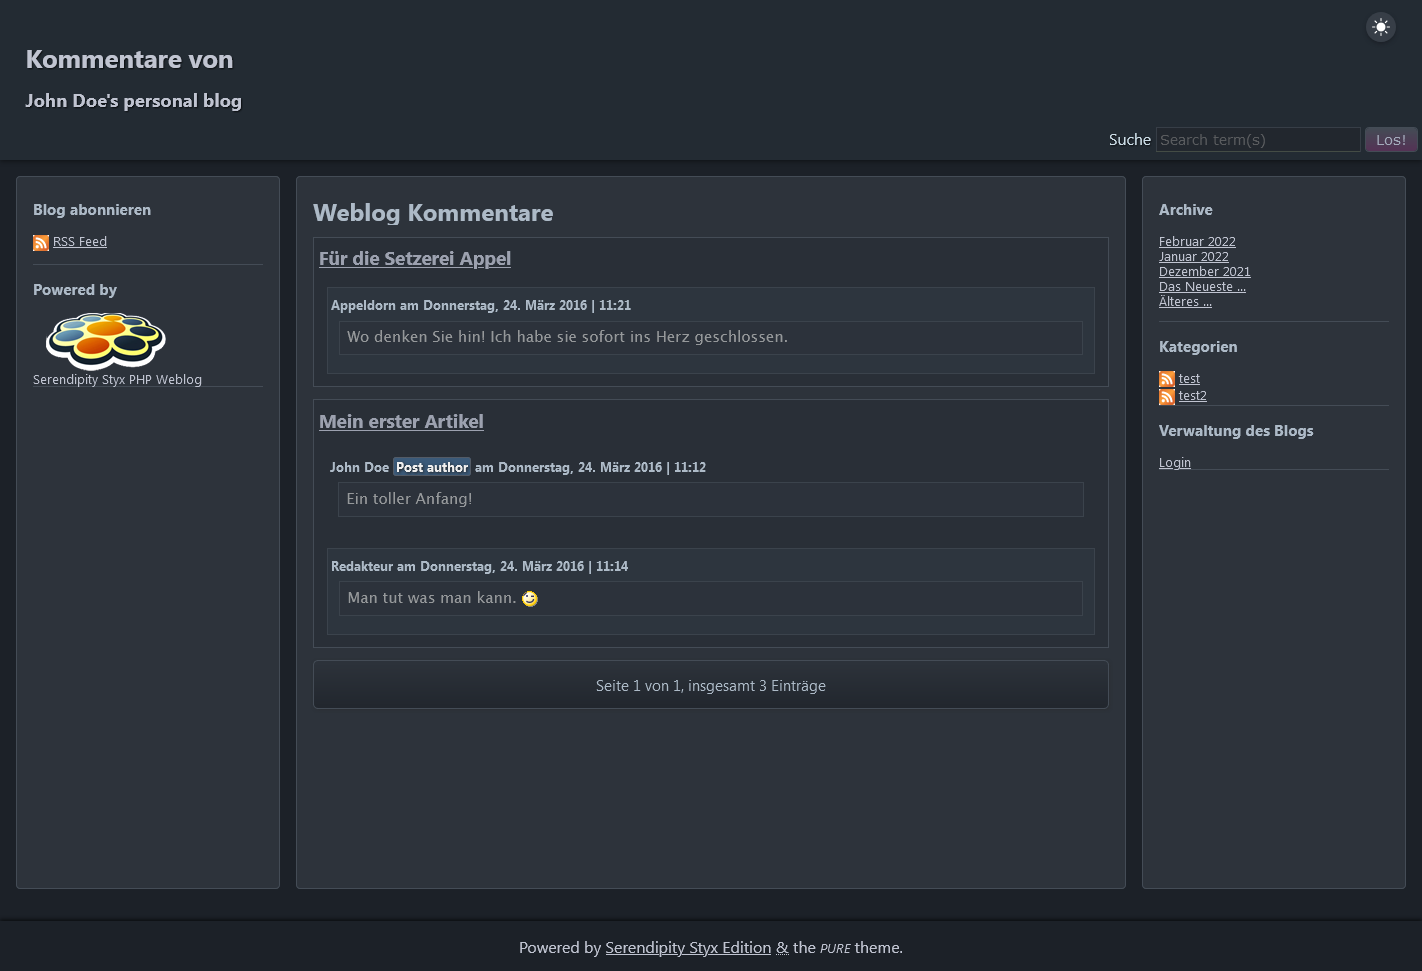 Kommentare von
John Doe's personal blog
Suche Search term(s) Los!
Blog abonnieren
RSS Feed
Powered by
Serendipity Styx PHP Weblog
Weblog Kommentare
Für die Setzerei Appel
Appeldorn am Donnerstag, 24. März 2016 | 11:21
Wo denken Sie hin! Ich habe sie sofort ins Herz geschlossen.
Mein erster Artikel
John Doe Post author am Donnerstag, 24. März 2016 | 11:12
Ein toller Anfang!
Redakteur am Donnerstag, 24. März 2016 | 11:14
Man tut was man kann.
Seite 1 von 1, insgesamt 3 Einträge
Archive
Februar 2022
Januar 2022
Dezember 2021
Das Neueste ...
Älteres ...
Kategorien
test
test2
Verwaltung des Blogs
Login
Powered by Serendipity Styx Edition & the PURE theme.